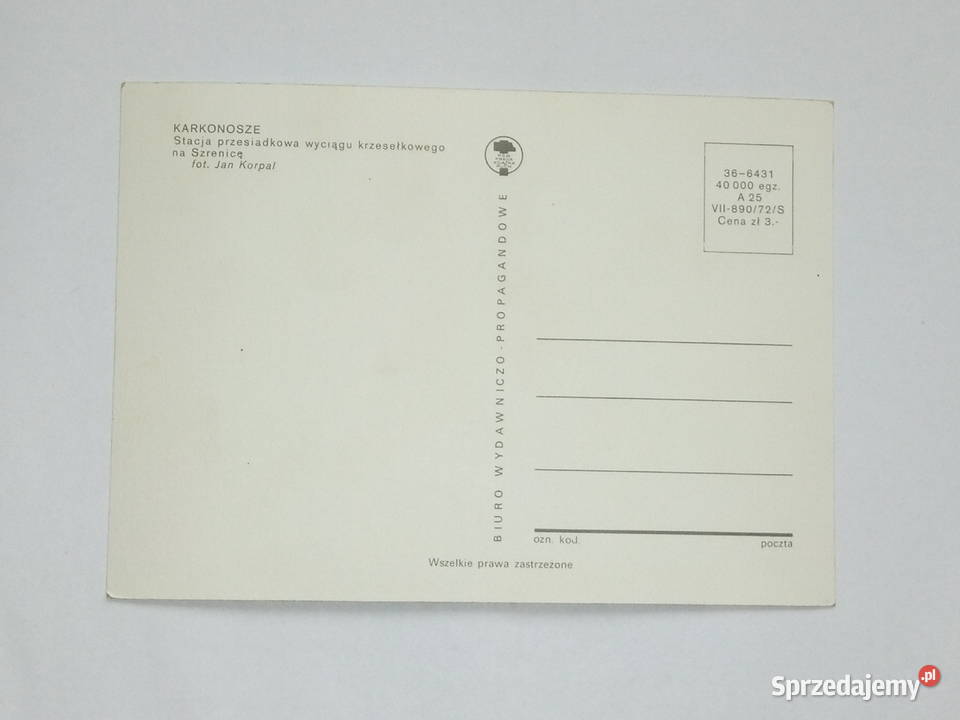 KARKONOSZE
Stacja przesiadkowa wyciągu krzesełkowego
na Szrenicę
fot. Jan Korpal
BIURO WYDAWNICZO-PROPAGANDOWE
36-6431
40 000 egz.
A 25
VII-890/72/S
Cena zł 3.-
ozn. kod.
poczta
Wszelkie prawa zastrzeżone
Sprzedajemy.pl